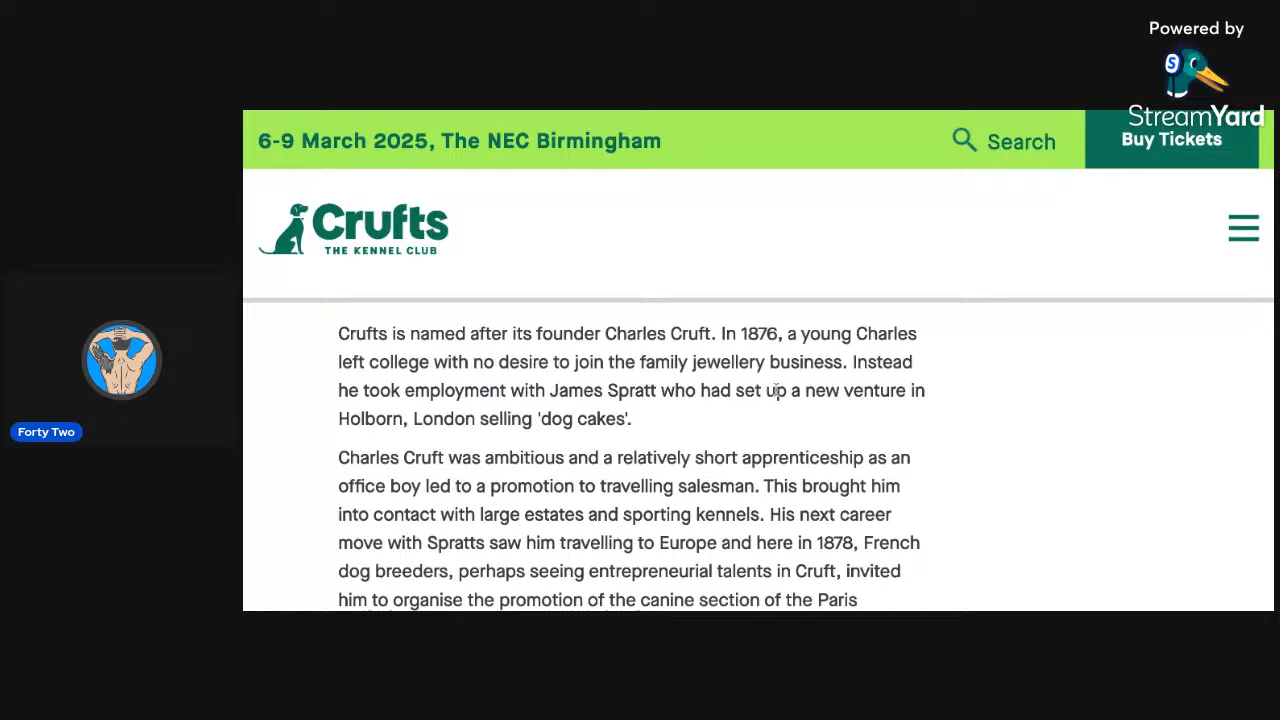 Powered by
S
StreamYard
6-9 March 2025, The NEC Birmingham
Search
Buy Tickets
Crufts
THE KENNEL CLUB
Crufts is named after its founder Charles Cruft. In 1876, a young Charles
left college with no desire to join the family jewellery business. Instead
he took employment with James Spratt who had set up a new venture in
Holborn, London selling 'dog cakes'.
Charles Cruft was ambitious and a relatively short apprenticeship as an
office boy led to a promotion to travelling salesman. This brought him
into contact with large estates and sporting kennels. His next career
move with Spratts saw him travelling to Europe and here in 1878, French
dog breeders, perhaps seeing entrepreneurial talents in Cruft, invited
him to organise the promotion of the canine section of the Paris
Forty Two